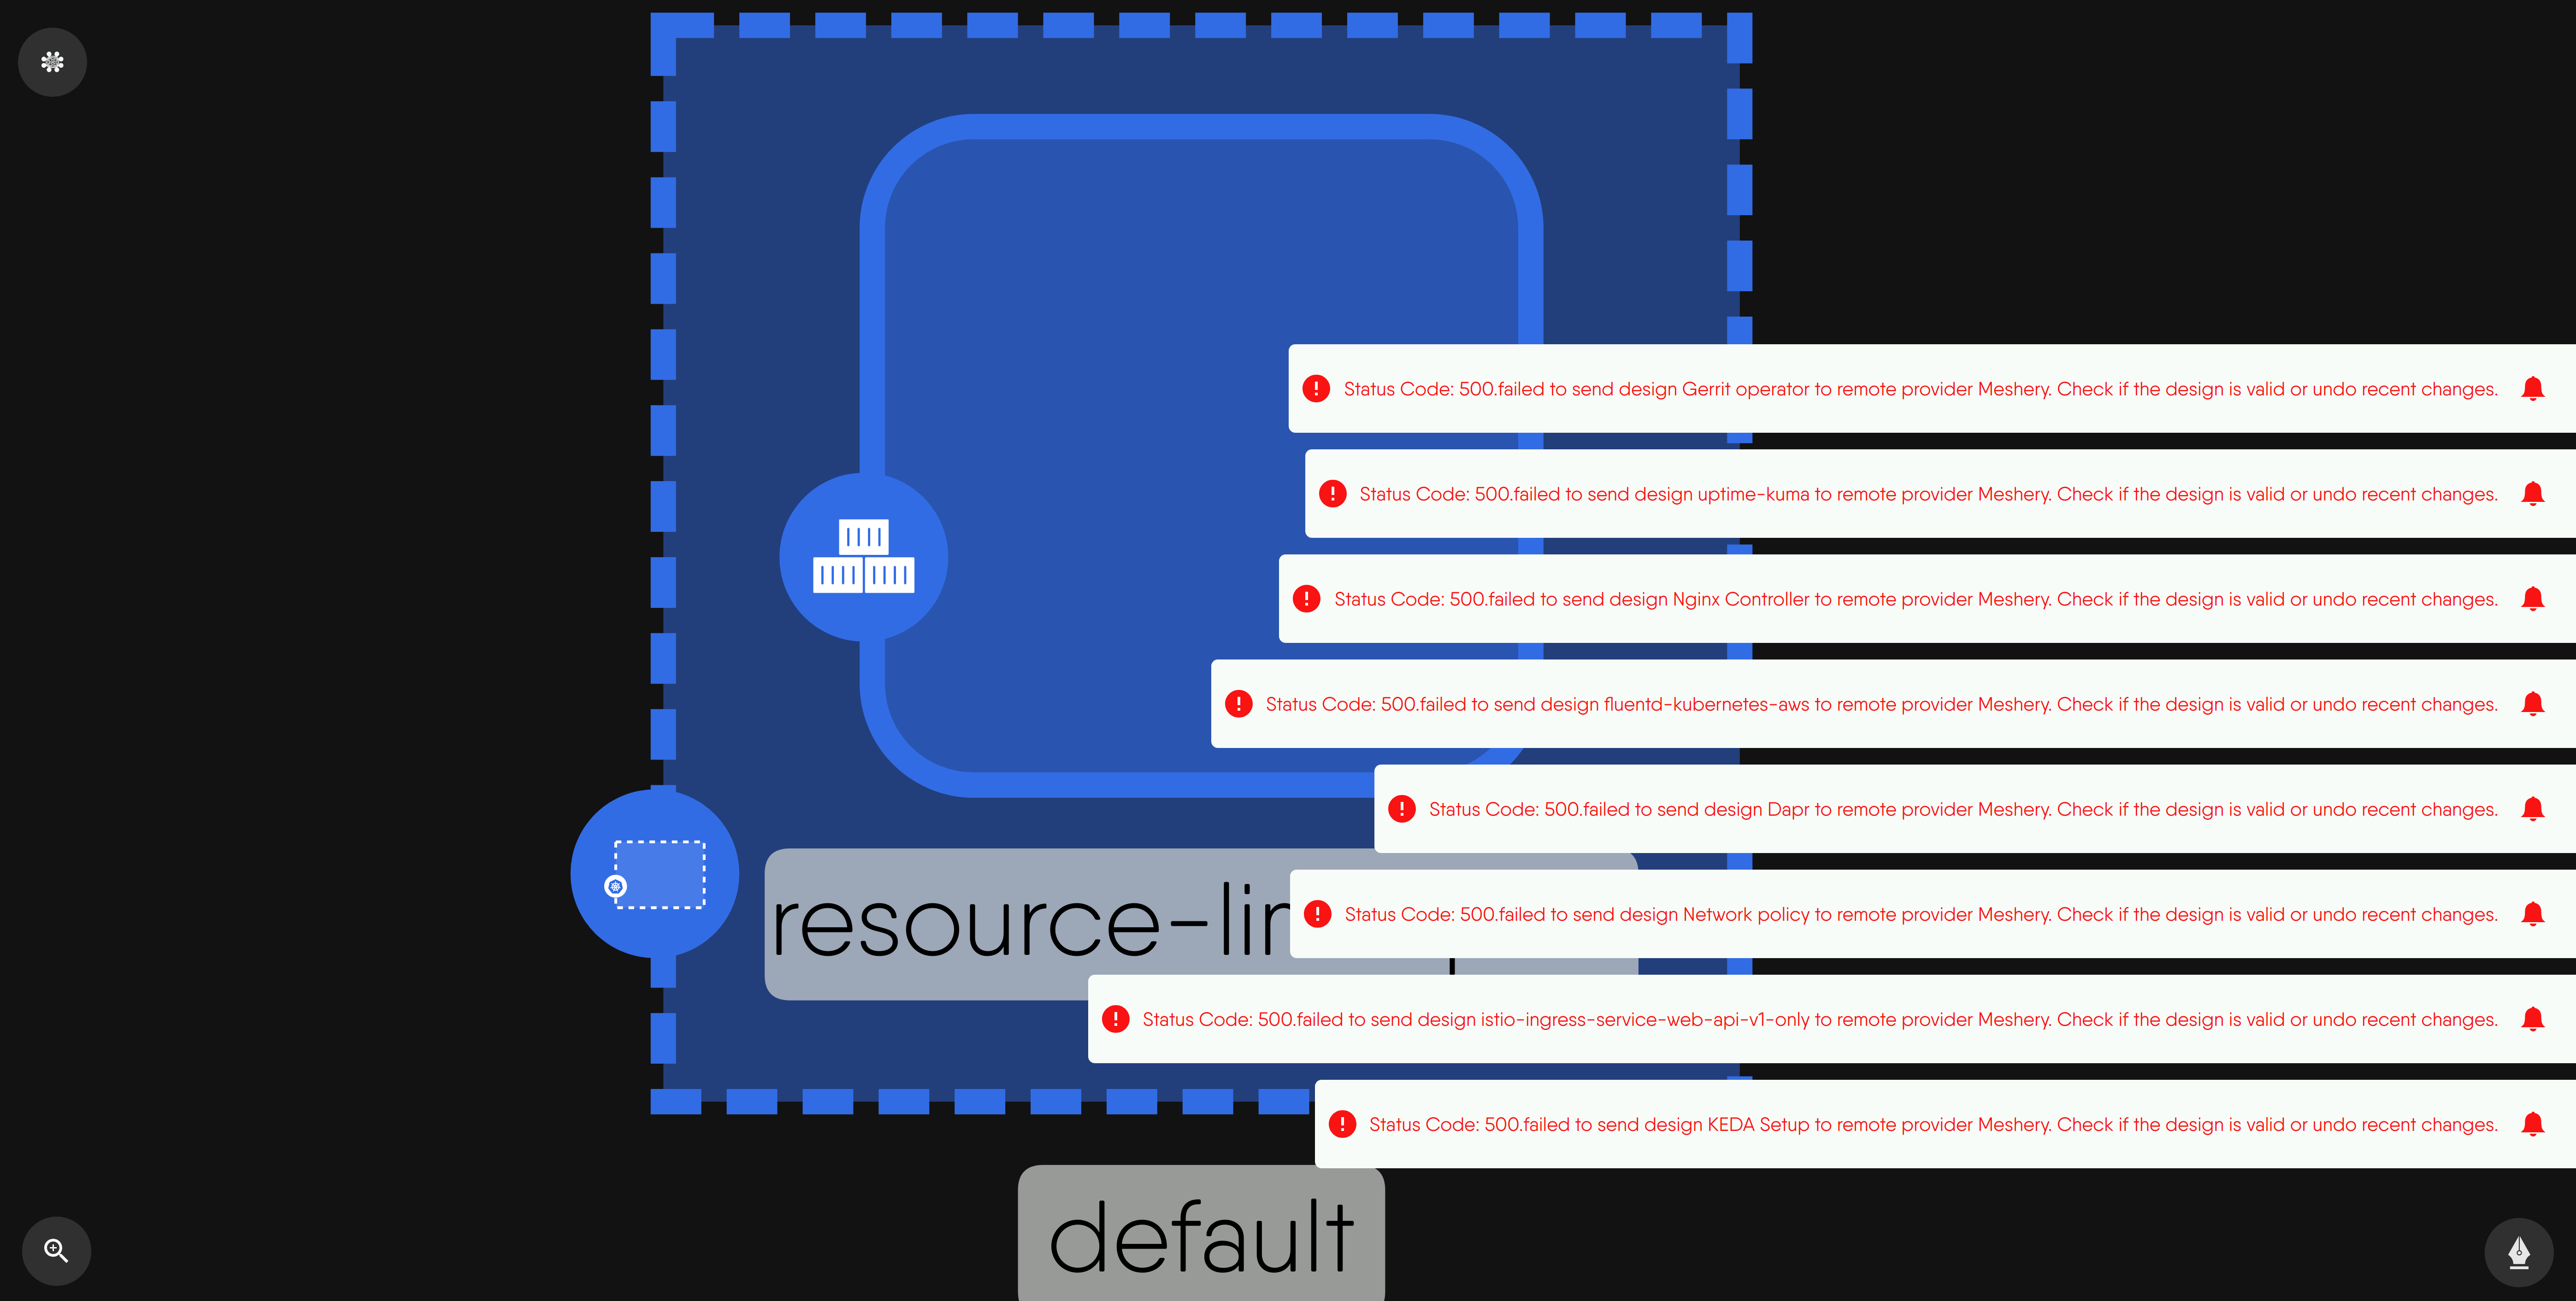 Status Code: 500.failed to send design Gerrit operator to remote provider Meshery. Check if the design is valid or undo recent changes.
Status Code: 500.failed to send design uptime-kuma to remote provider Meshery. Check if the design is valid or undo recent changes.
Status Code: 500.failed to send design Nginx Controller to remote provider Meshery. Check if the design is valid or undo recent changes.
Status Code: 500.failed to send design fluentd-kubernetes-aws to remote provider Meshery. Check if the design is valid or undo recent changes.
Status Code: 500.failed to send design Dapr to remote provider Meshery. Check if the design is valid or undo recent changes.
Status Code: 500.failed to send design Network policy to remote provider Meshery. Check if the design is valid or undo recent changes.
resource-
Status Code: 500.failed to send design istio-ingress-service-web-api-v1-only to remote provider Meshery. Check if the design is valid or undo recent changes.
Status Code: 500.failed to send design KEDA Setup to remote provider Meshery. Check if the design is valid or undo recent changes.
default